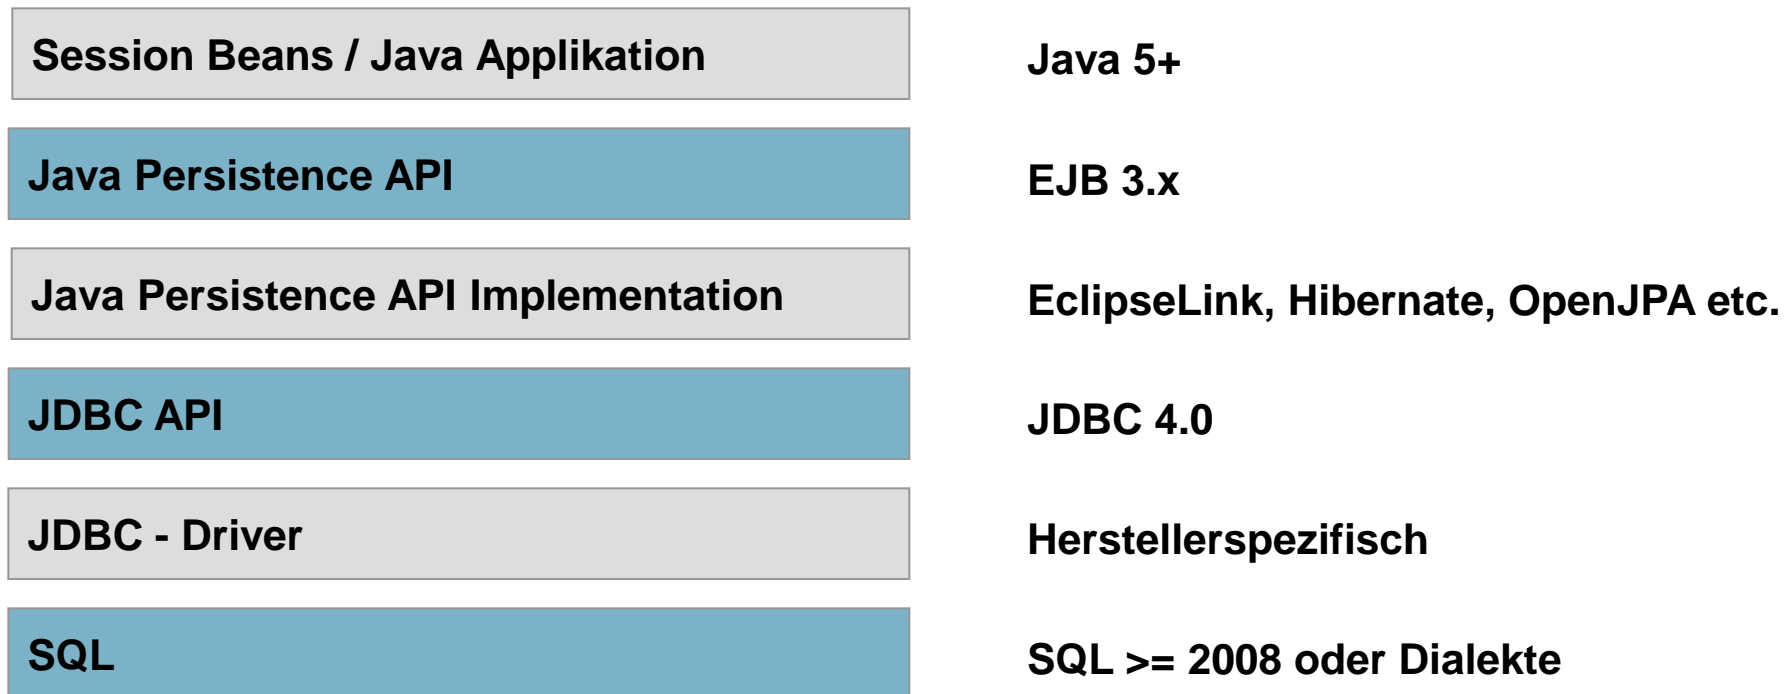 Session Beans / Java Applikation Java 5+
Java Persistence API EJB 3.x
Java Persistence API Implementation EclipseLink, Hibernate, OpenJPA etc.
JDBC API JDBC 4.0
JDBC - Driver Herstellerspezifisch
SQL SQL >= 2008 oder Dialekte